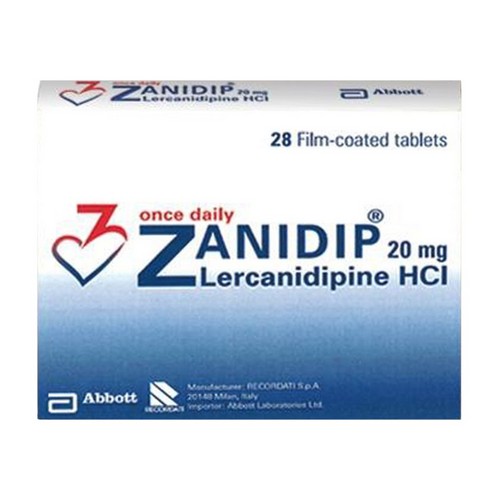 once daily
ZANIDIP® 20 mg
Lercanidipine HCl
Abbott
28 Film-coated tablets
once daily
ZANIDIP® 20 mg
Lercanidipine HCl
Abbott
RECORDATI
Manufacturer: RECORDATI S.p.A.
20148 Milan, Italy
Importer: Abbott Laboratories Ltd.